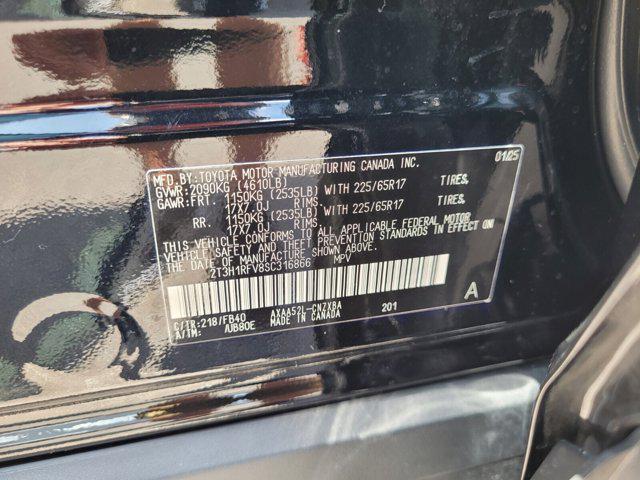 MFD.BY:TOYOTA MOTOR MANUFACTURING CANADA INC. 01/25
GVWR: 2090KG (4610LB)
GAWR:FRT. 1150KG (2535LB) WITH 225/65R17 TIRES,
17X7.0J RIMS.
RR. 1150KG (2535LB) WITH 225/65R17 TIRES,
17X7.0J RIMS.
THIS VEHICLE CONFORMS TO ALL APPLICABLE FEDERAL MOTOR
VEHICLE SAFETY AND THEFT PREVENTION STANDARDS IN EFFECT
ON THE DATE OF MANUFACTURE SHOWN ABOVE.
2T3H1RFV8SC316866 MPV
C/TR:218/FB40 AXAA52L-CNZXBA 201 A
A/TM: /UB80E MADE IN CANADA